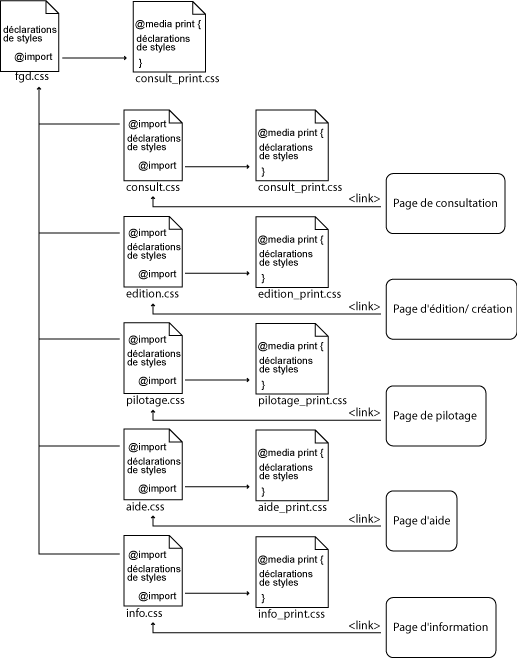 déclarations
de styles
@import
fgd.css
@media print {
déclarations
de styles
}
consult_print.css
@import
déclarations
de styles
@import
consult.css
@media print {
déclarations
de styles
}
consult_print.css
<link>
Page de consultation
@import
déclarations
de styles
@import
edition.css
@media print {
déclarations
de styles
}
edition_print.css
<link>
Page d'édition/ création
@import
déclarations
de styles
@import
pilotage.css
@media print {
déclarations
de styles
}
pilotage_print.css
<link>
Page de pilotage
@import
déclarations
de styles
@import
aide.css
@media print {
déclarations
de styles
}
aide_print.css
<link>
Page d'aide
@import
déclarations
de styles
@import
info.css
@media print {
déclarations
de styles
}
info_print.css
<link>
Page d'information